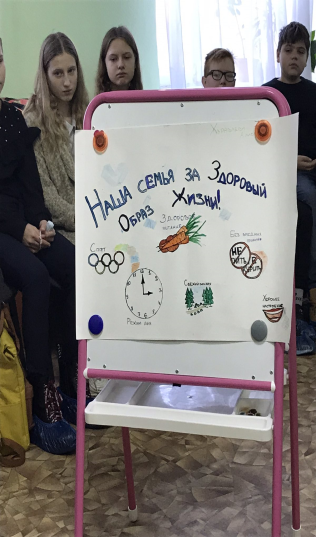 Наша семья за Здоровый
Образ Жизни!
Здоровое
питание
Спорт
Без вредных
НЕ
ПИТЬ
КУРИТЬ
Режим дня
Свежий воздух
Хорошее
настроение